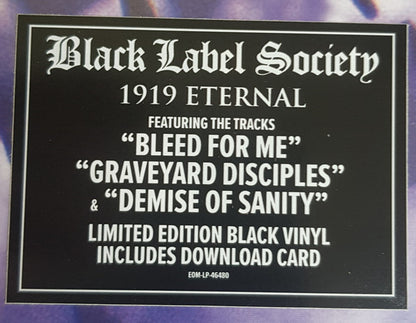 Black Label Society
1919 ETERNAL
FEATURING THE TRACKS
“BLEED FOR ME”
“GRAVEYARD DISCIPLES”
& “DEMISE OF SANITY”
LIMITED EDITION BLACK VINYL
INCLUDES DOWNLOAD CARD
EOM-LP-46480